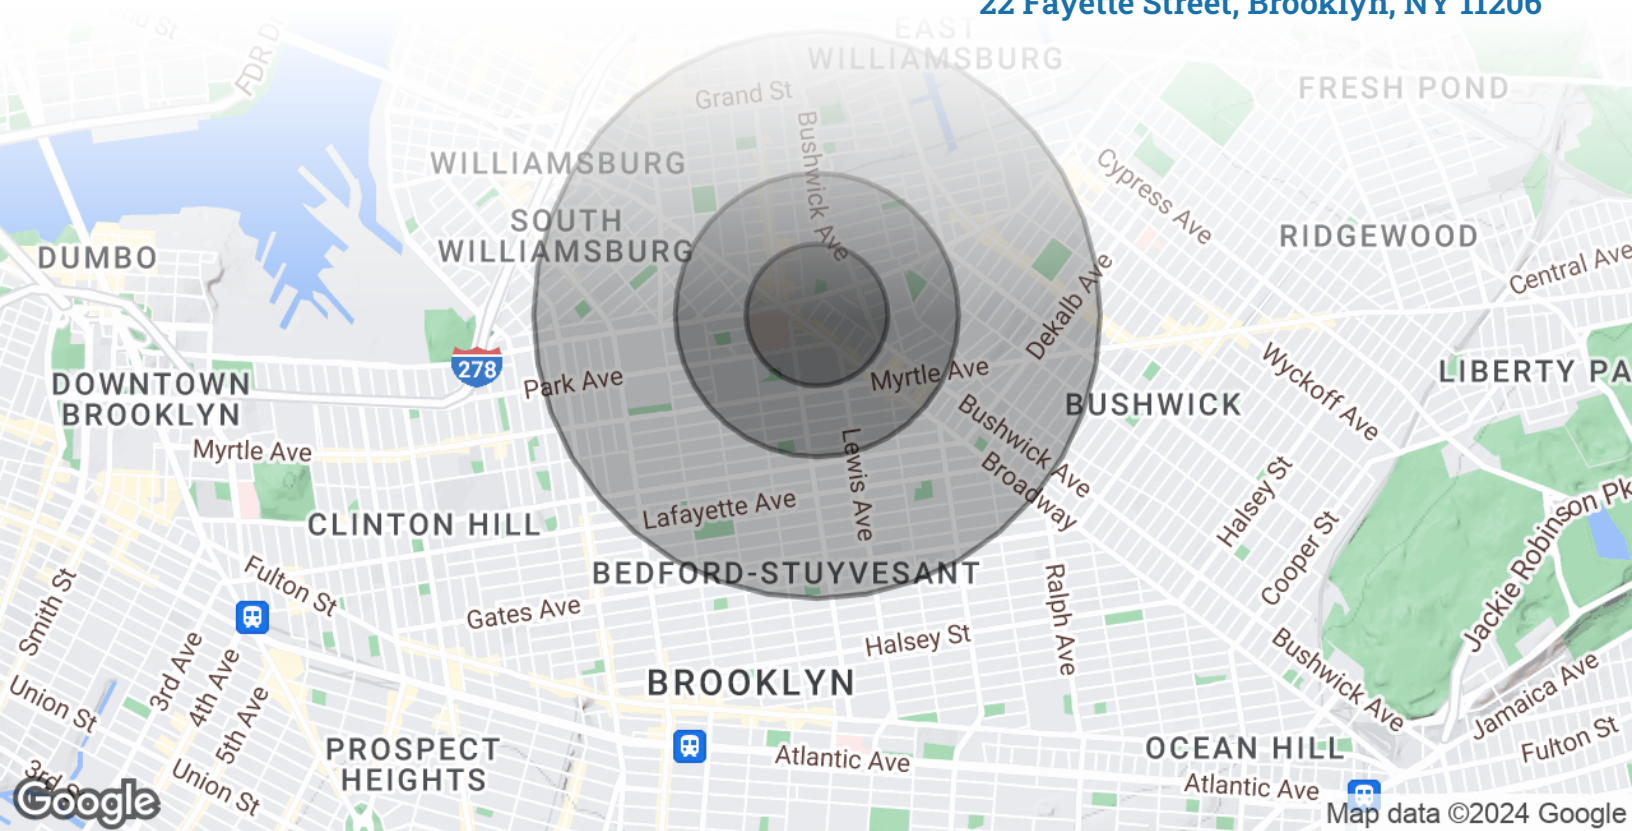 22 Fayette Street, Brooklyn, NY 11206
nd St
FDR Dr
EAST
WILLIAMSBURG
Grand St
FRESH POND
Bushwick Ave
WILLIAMSBURG
Cypress Ave
SOUTH
WILLIAMSBURG
RIDGEWOOD
DUMBO
Central Ave
Dekalb Ave
278
Park Ave
Myrtle Ave
Wyckoff Ave
LIBERTY PA
DOWNTOWN
BROOKLYN
BUSHWICK
Bushwick Ave
Myrtle Ave
Lewis Ave
Broadway
Halsey St
Lafayette Ave
CLINTON HILL
Cooper St
Jackie Robinson Pk
BEDFORD-STUYVESANT
Fulton St
Smith St
Gates Ave
Ralph Ave
Halsey St
3rd Ave
4th Ave
5th Ave
Union St
BROOKLYN
Bushwick Ave
Jamaica Ave
PROSPECT
HEIGHTS
Atlantic Ave
OCEAN HILL
Fulton St
3rd S
Union St
Atlantic Ave
Google
Map data ©2024 Google